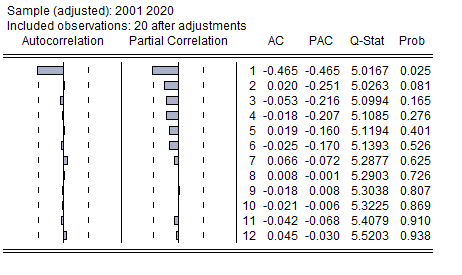 Sample (adjusted): 2001 2020
Included observations: 20 after adjustments
Autocorrelation Partial Correlation AC PAC Q-Stat Prob
1 -0.465 -0.465 5.0167 0.025
2 0.020 -0.251 5.0263 0.081
3 -0.053 -0.216 5.0994 0.165
4 -0.018 -0.207 5.1085 0.276
5 0.019 -0.160 5.1194 0.401
6 -0.025 -0.170 5.1393 0.526
7 0.066 -0.072 5.2877 0.625
8 0.008 -0.001 5.2903 0.726
9 -0.018 0.008 5.3038 0.807
10 -0.021 -0.006 5.3225 0.869
11 -0.042 -0.068 5.4079 0.910
12 0.045 -0.030 5.5203 0.938